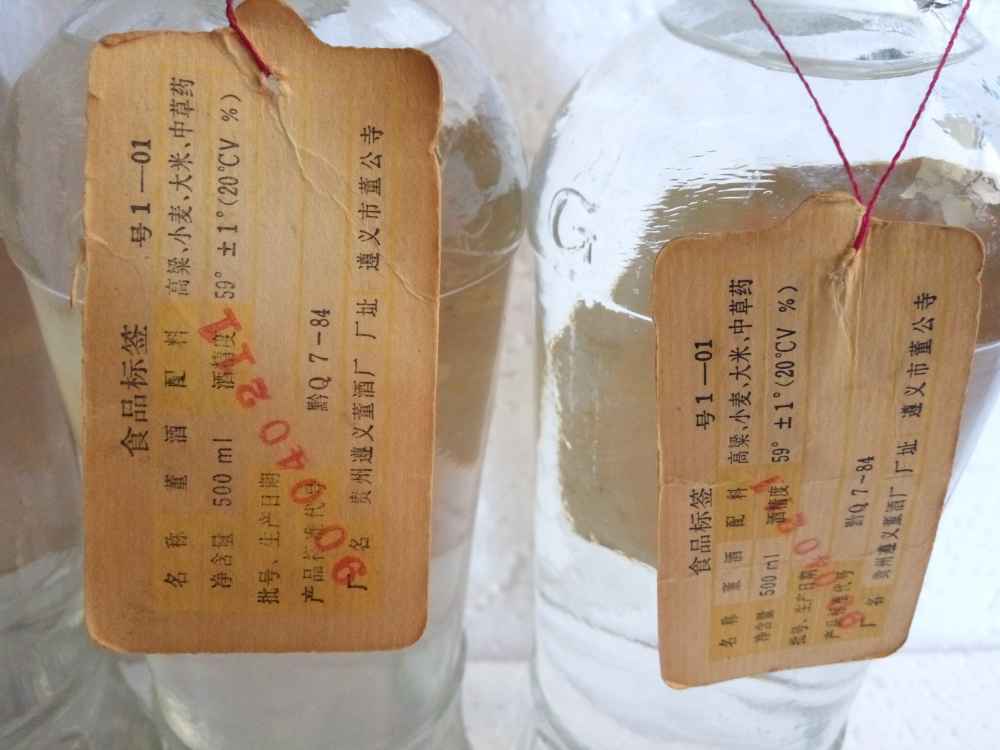 食品标签 号1—01
名称 董酒 配料 高粱、小麦、大米、中草药
净含量 500ml 酒精度 59°±1°(20°CV %)
批号、生产日期 90 0402 1A
产品标准代号 黔Q7-84
厂名 贵州遵义董酒厂 厂址 遵义市董公寺
食品标签 号1—01
名称 董酒 配料 高粱、小麦、大米、中草药
净含量 500ml 酒精度 59°±1°(20°CV %)
批号、生产日期
产品标准代号 黔Q7-84
厂名 贵州遵义董酒厂 厂址 遵义市董公寺